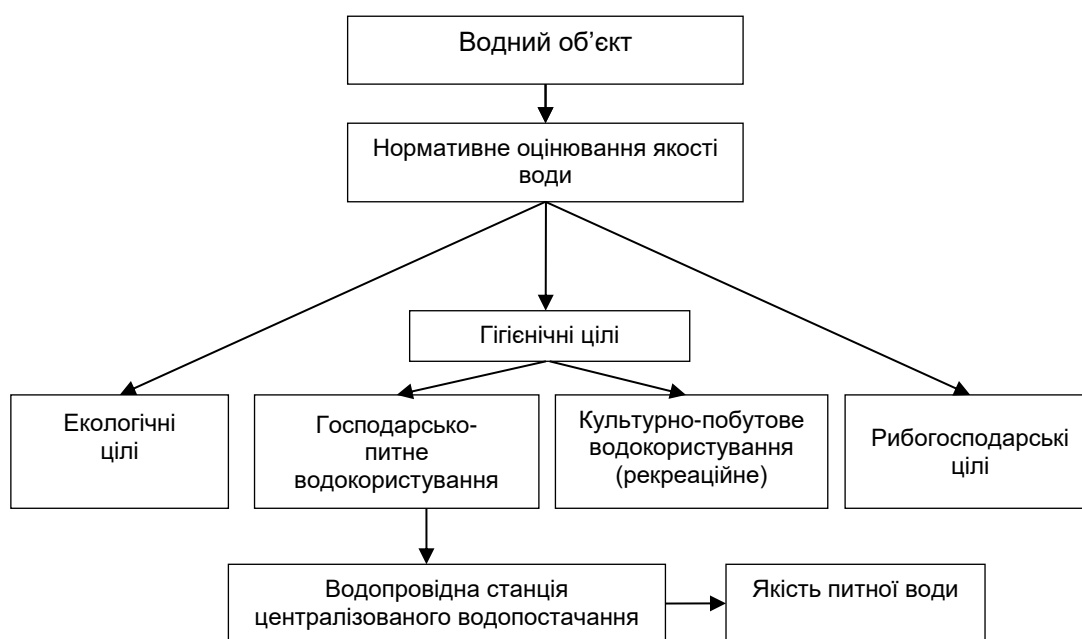 Водний об’єкт
Нормативне оцінювання якості
води
Гігієнічні цілі
Екологічні
цілі
Господарсько-
питне
водокористування
Культурно-побутове
водокористування
(рекреаційне)
Рибогосподарські
цілі
Водопровідна станція
централізованого водопостачання
Якість питної води